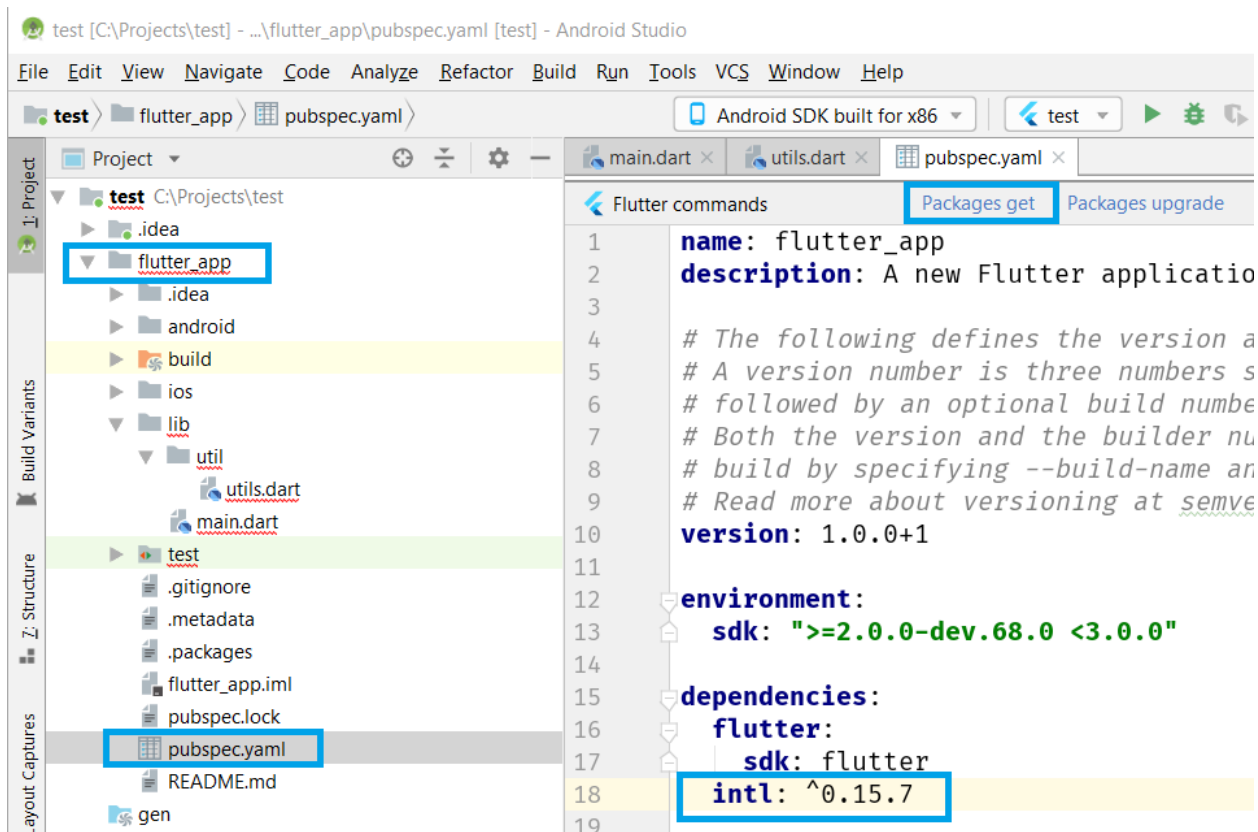 test [C:\Projects\test] - ...\flutter_app\pubspec.yaml [test] - Android Studio
File Edit View Navigate Code Analyze Refactor Build Run Tools VCS Window Help
test flutter_app pubspec.yaml Android SDK built for x86 test
1: Project
Build Variants
7: Structure
ayout Captures
Project
test C:\Projects\test
.idea
flutter_app
.idea
android
build
ios
lib
util
utils.dart
main.dart
test
.gitignore
.metadata
.packages
flutter_app.iml
pubspec.lock
pubspec.yaml
README.md
gen
main.dart utils.dart pubspec.yaml
Flutter commands Packages get Packages upgrade
1 name: flutter_app
2 description: A new Flutter applicatio
3
4 # The following defines the version a
5 # A version number is three numbers s
6 # followed by an optional build numbe
7 # Both the version and the builder nu
8 # build by specifying --build-name an
9 # Read more about versioning at semve
10 version: 1.0.0+1
11
12 environment:
13 sdk: ">=2.0.0-dev.68.0 <3.0.0"
14
15 dependencies:
16 flutter:
17 sdk: flutter
18 intl: ^0.15.7
19